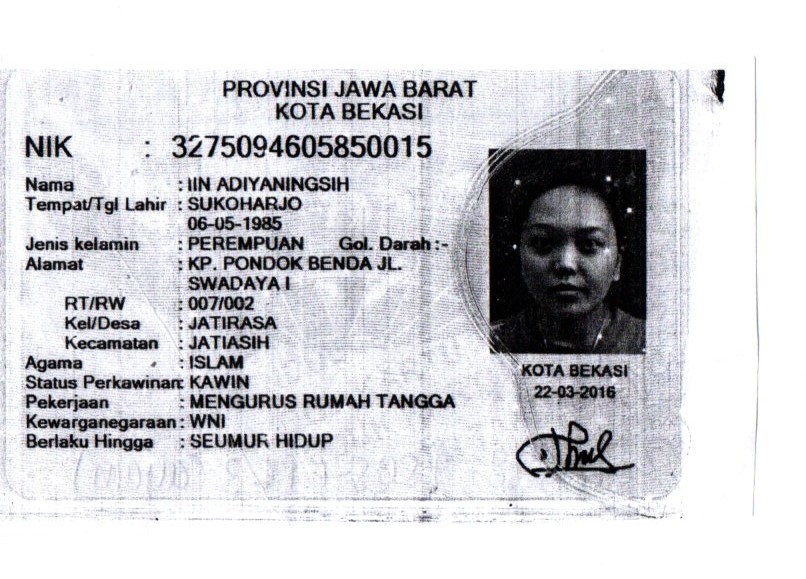 PROVINSI JAWA BARAT
KOTA BEKASI
NIK : 3275094605850015
Nama : IIN ADIYANINGSIH
Tempat/Tgl Lahir : SUKOHARJO
06-05-1985
Jenis kelamin : PEREMPUAN Gol. Darah :-
Alamat : KP. PONDOK BENDA JL.
SWADAYA I
RT/RW : 007/002
Kel/Desa : JATIRASA
Kecamatan : JATIASIH
Agama : ISLAM
Status Perkawinan: KAWIN
Pekerjaan : MENGURUS RUMAH TANGGA
Kewarganegaraan : WNI
Berlaku Hingga : SEUMUR HIDUP
KOTA BEKASI
22-03-2016